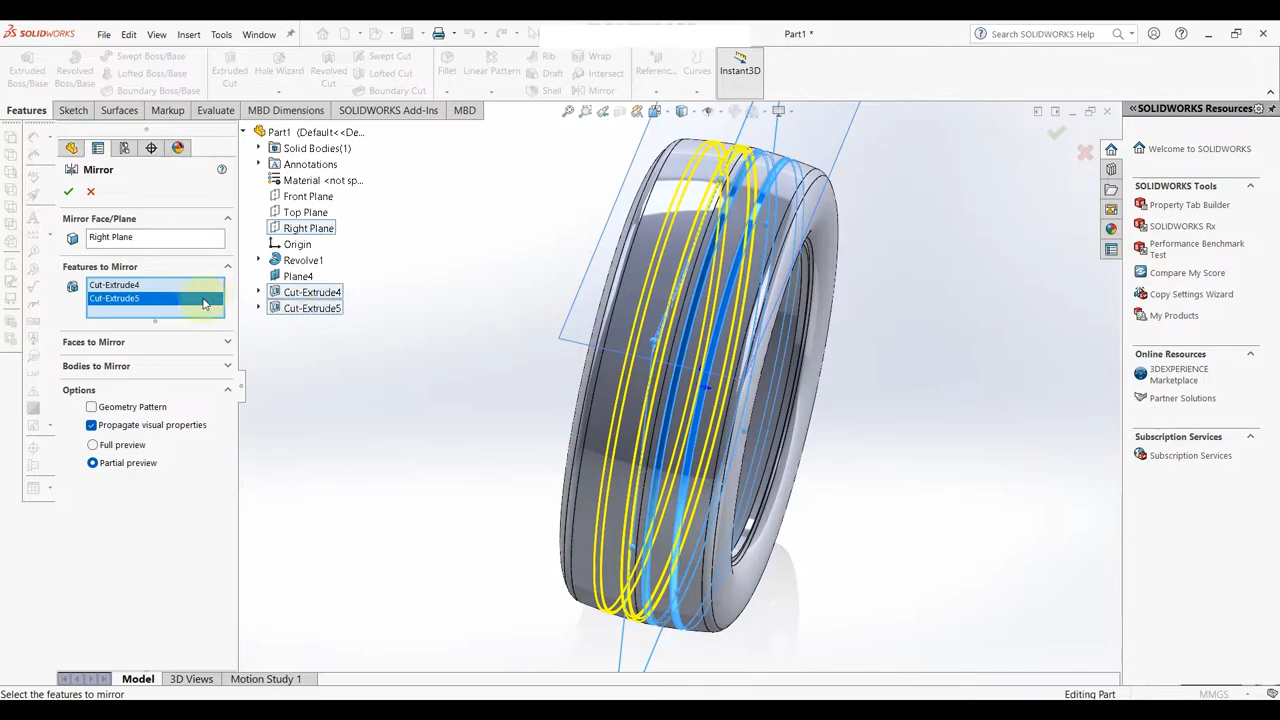 SOLIDWORKS File Edit View Insert Tools Window Part1 * Search SOLIDWORKS Help
Extruded Boss/Base
Revolved Boss/Base
Swept Boss/Base
Lofted Boss/Base
Boundary Boss/Base
Extruded Cut
Hole Wizard
Revolved Cut
Swept Cut
Lofted Cut
Boundary Cut
Fillet
Linear Pattern
Rib
Draft
Shell
Wrap
Intersect
Mirror
Referenc...
Curves
Instant3D
Features Sketch Surfaces Markup Evaluate MBD Dimensions SOLIDWORKS Add-Ins MBD
Mirror
Mirror Face/Plane
Right Plane
Features to Mirror
Cut-Extrude4
Cut-Extrude5
Faces to Mirror
Bodies to Mirror
Options
Geometry Pattern
Propagate visual properties
Full preview
Partial preview
Part1 (Default<<De...
Solid Bodies(1)
Annotations
Material <not sp...
Front Plane
Top Plane
Right Plane
Origin
Revolve1
Plane4
Cut-Extrude4
Cut-Extrude5
SOLIDWORKS Resources
Welcome to SOLIDWORKS
SOLIDWORKS Tools
Property Tab Builder
SOLIDWORKS Rx
Performance Benchmark
Test
Compare My Score
Copy Settings Wizard
My Products
Online Resources
3DEXPERIENCE
Marketplace
Partner Solutions
Subscription Services
Subscription Services
Model 3D Views Motion Study 1
Select the features to mirror Editing Part MMGS